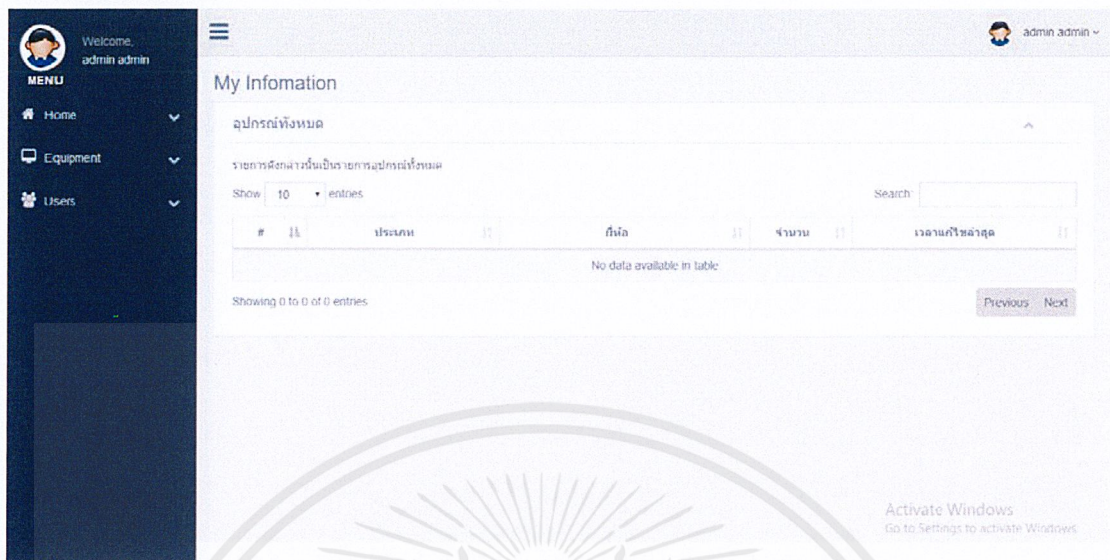 Welcome,
admin admin
MENU
Home
Equipment
Users
admin admin
My Infomation
อุปกรณ์ทั้งหมด
รายการดังกล่าวนั้นเป็นรายการอุปกรณ์ทั้งหมด
Show 10 entries
Search:
# ประเภท ยี่ห้อ จำนวน เวลาแก้ไขล่าสุด
No data available in table
Showing 0 to 0 of 0 entries
Previous Next
Activate Windows
Go to Settings to activate Windows.